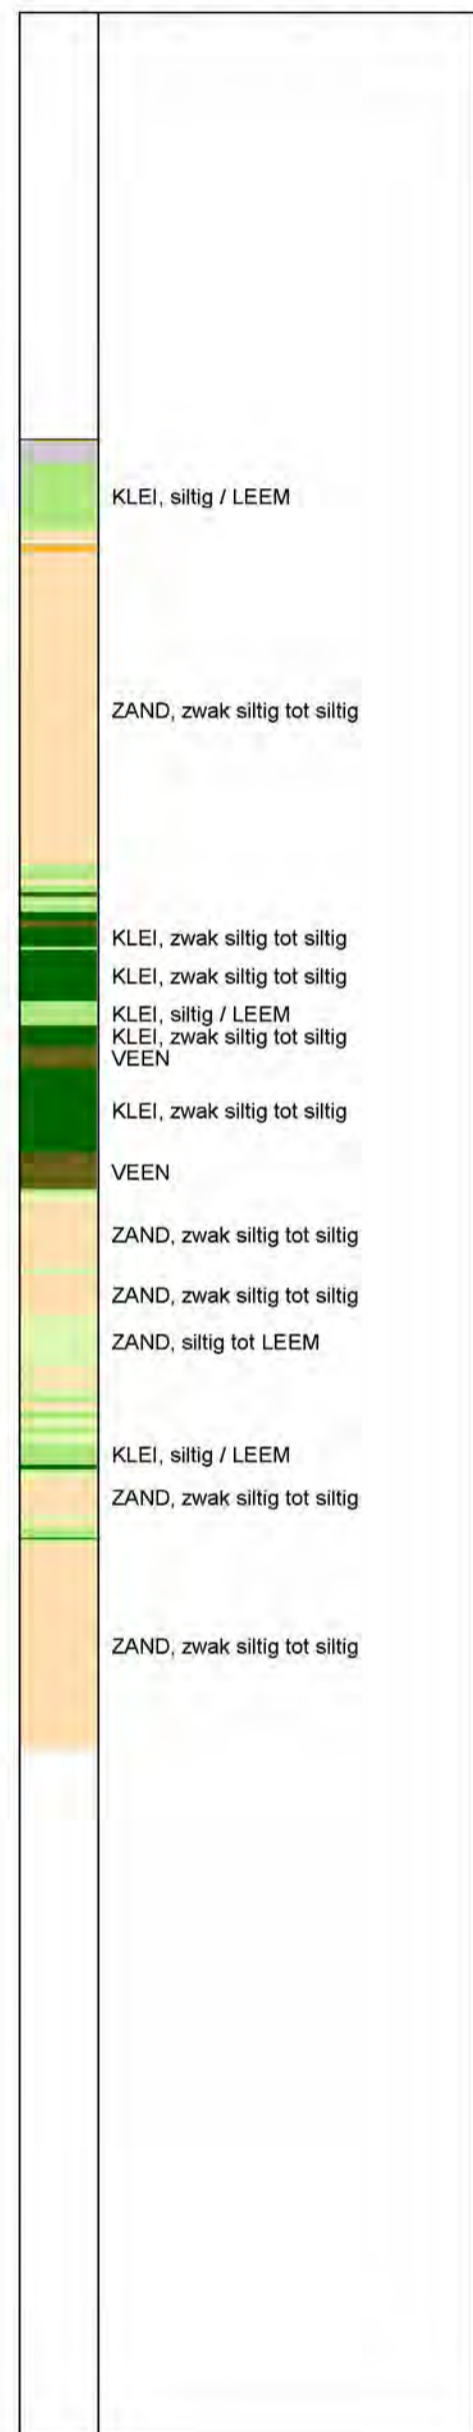 KLEI, siltig / LEEM
ZAND, zwak siltig tot siltig
KLEI, zwak siltig tot siltig
KLEI, zwak siltig tot siltig
KLEI, siltig / LEEM
KLEI, zwak siltig tot siltig
VEEN
KLEI, zwak siltig tot siltig
VEEN
ZAND, zwak siltig tot siltig
ZAND, zwak siltig tot siltig
ZAND, siltig tot LEEM
KLEI, siltig / LEEM
ZAND, zwak siltig tot siltig
ZAND, zwak siltig tot siltig